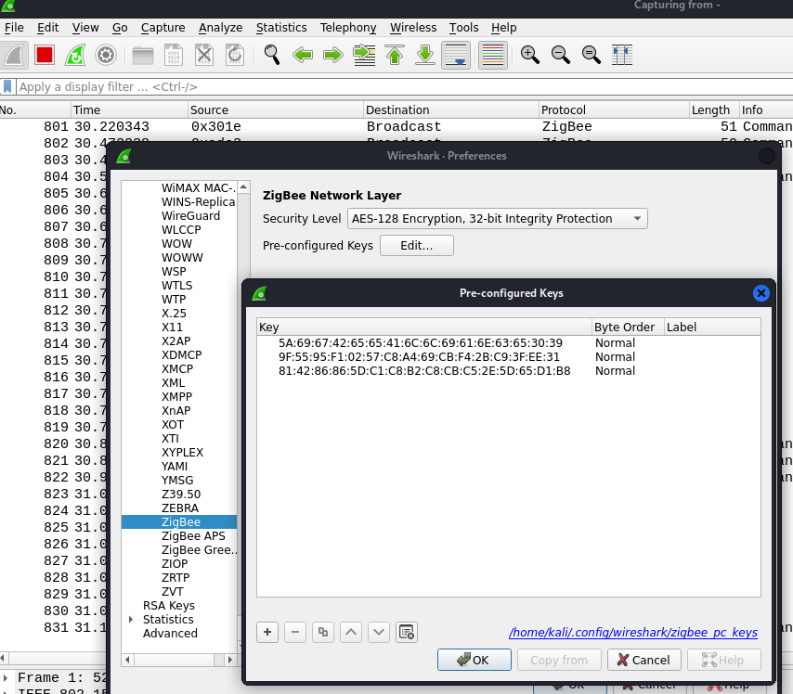 Capturing from -
File Edit View Go Capture Analyze Statistics Telephony Wireless Tools Help
Apply a display filter ... <Ctrl-/>
No. Time Source Destination Protocol Length Info
801 30.220343 0x301e Broadcast ZigBee 51 Comman
802 30.4
803 30.4
804 30.5
805 30.6
806 30.6
807 30.6
808 30.7
809 30.7
810 30.7
811 30.7
812 30.7
813 30.7
814 30.7
815 30.7
816 30.7
817 30.7
818 30.7
819 30.7
820 30.8
821 30.8
822 30.9
823 31.0
824 31.0
825 31.0
826 31.0
827 31.0
828 31.0
829 31.0
830 31.0
831 31.1
Frame 1: 52
IEEE 802.15
Wireshark - Preferences
WiMAX MAC-.
WINS-Replica
WireGuard
WLCCP
WOW
WOWW
WSP
WTLS
WTP
X.25
X11
X2AP
XDMCP
XMCP
XML
XMPP
XnAP
XOT
XTI
XYPLEX
YAMI
YMSG
Z39.50
ZEBRA
ZigBee
ZigBee APS
ZigBee Gree..
ZIOP
ZRTP
ZVT
RSA Keys
Statistics
Advanced
ZigBee Network Layer
Security Level AES-128 Encryption, 32-bit Integrity Protection
Pre-configured Keys Edit...
Pre-configured Keys
Key Byte Order Label
5A:69:67:42:65:65:41:6C:6C:69:61:6E:63:65:30:39 Normal
9F:55:95:F1:02:57:C8:A4:69:CB:F4:2B:C9:3F:EE:31 Normal
81:42:86:86:5D:C1:C8:B2:C8:CB:C5:2E:5D:65:D1:B8 Normal
/home/kali/.config/wireshark/zigbee_pc_keys
OK Copy from Cancel Help